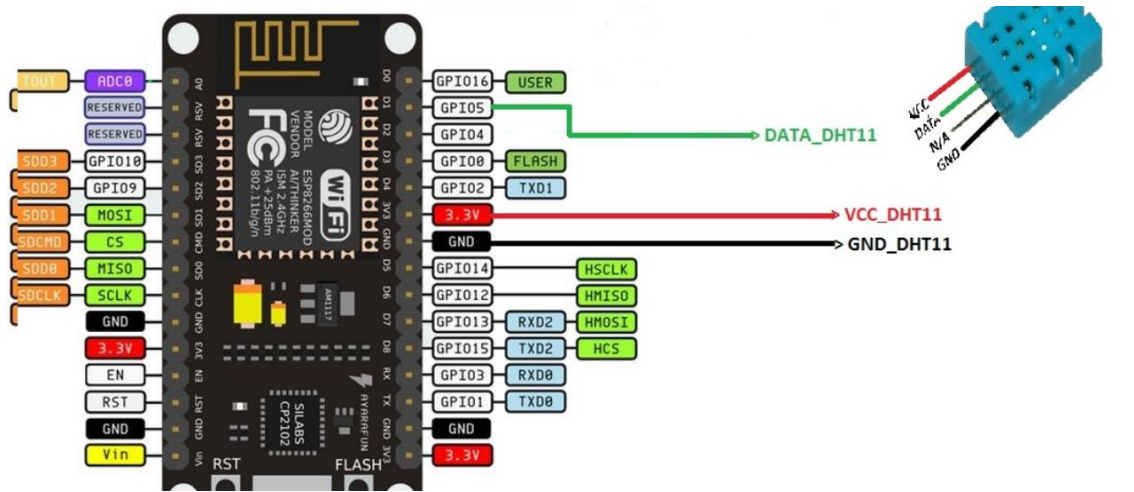 TOUT ADC0 A0 D0 GPIO16 USER
RESERVED RSV D1 GPIO5
RESERVED RSV D2 GPIO4 DATA_DHT11
SDD3 GPIO10 SD3 D3 GPIO0 FLASH
SDD2 GPIO9 SD2 D4 GPIO2 TXD1
SDD1 MOSI SD1 3V3 3.3V VCC_DHT11
SDCMD CS CMD GND GND GND_DHT11
SDD0 MISO SD0 D5 GPIO14 HSCLK
SDCLK SCLK CLK D6 GPIO12 HMISO
GND GND D7 GPIO13 RXD2 HMOSI
3.3V 3V3 D8 GPIO15 TXD2 HCS
EN EN RX GPIO3 RXD0
RST RST TX GPIO1 TXD0
GND GND GND GND
Vin Vin 3V3 3.3V
MODEL ESP8266MOD
VENDOR AI/THINKER
ISM 2.4GHz
PA +25dBm
802.11b/g/n
FC
Wi Fi
AM1117
SILABS
CP2102
AYARAFUN
RST FLASH
VCC
DATA
N/A
GND